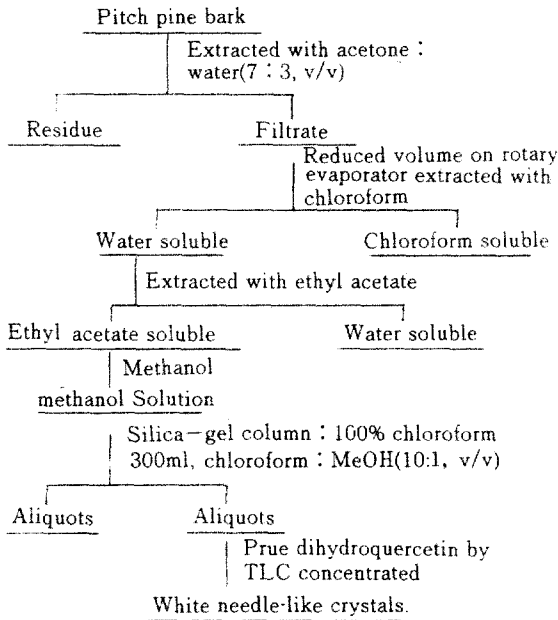 Pitch pine bark
Extracted with acetone :
water(7 : 3, v/v)
Residue
Filtrate
Reduced volume on rotary
evaporator extracted with
chloroform
Water soluble
Chloroform soluble
Extracted with ethyl acetate
Ethyl acetate soluble
Water soluble
Methanol
methanol Solution
Silica-gel column : 100% chloroform
300ml, chloroform : MeOH(10:1, v/v)
Aliquots
Aliquots
Prue dihydroquercetin by
TLC concentrated
White needle-like crystals.